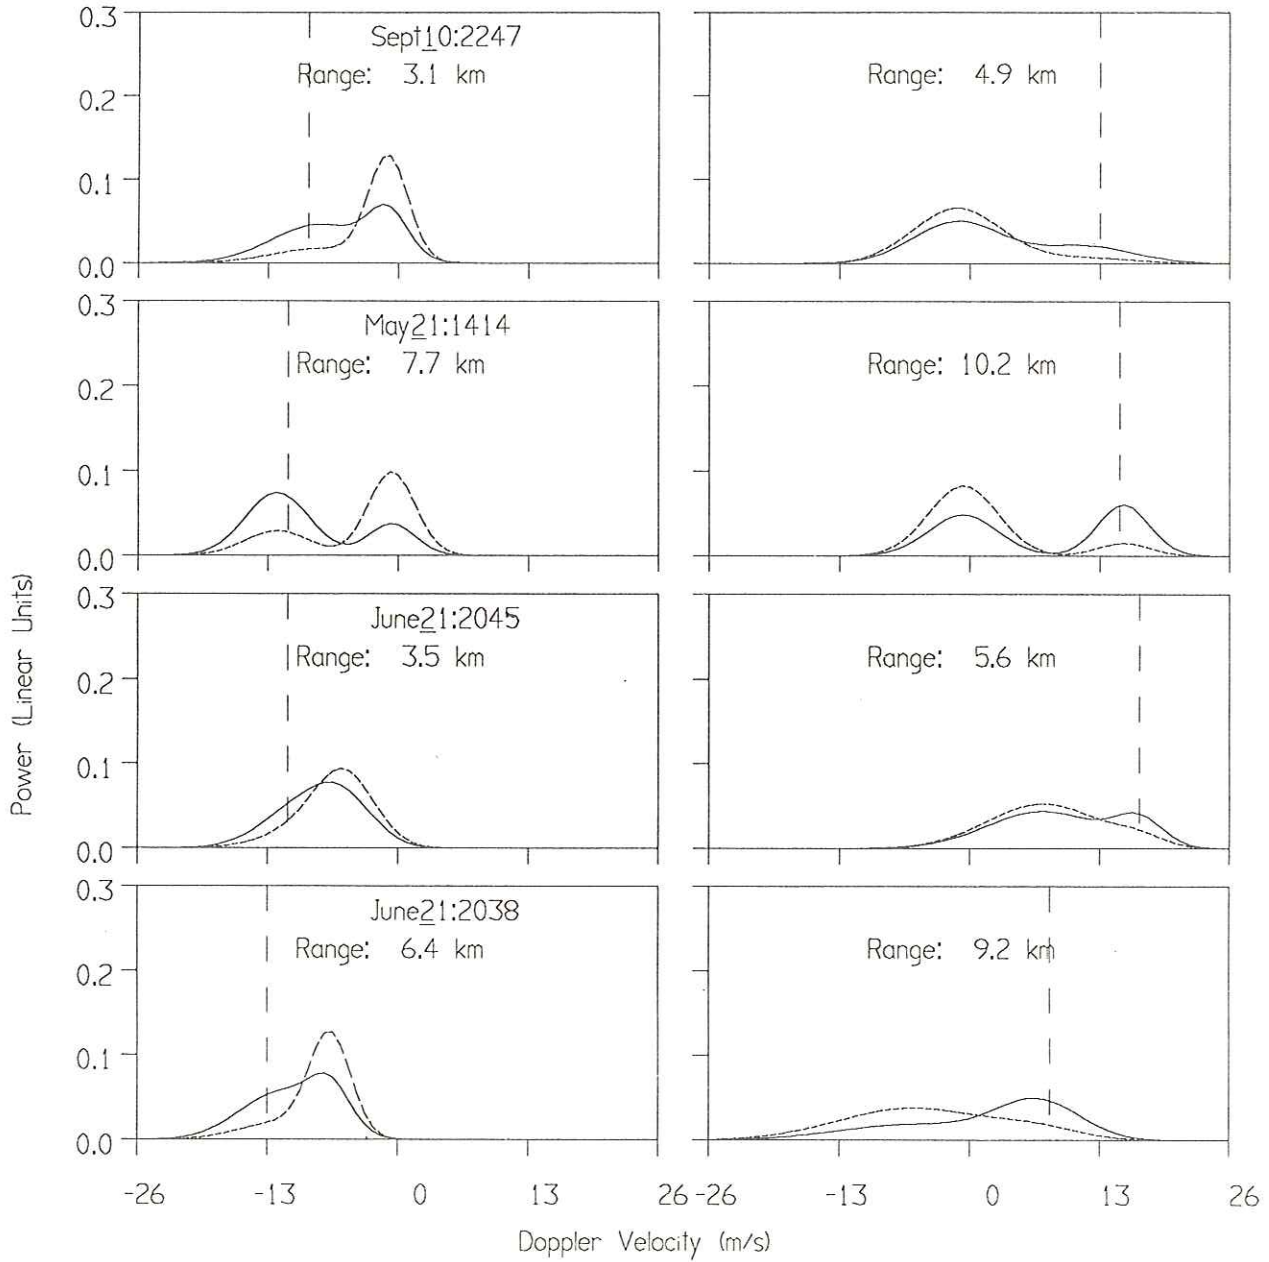 0.3
Sept10:2247
Range: 3.1 km
Range: 4.9 km
0.2
0.1
0.0
0.3
May21:1414
Range: 7.7 km
Range: 10.2 km
0.2
0.1
0.0
0.3
June21:2045
Range: 3.5 km
Range: 5.6 km
0.2
0.1
0.0
0.3
June21:2038
Range: 6.4 km
Range: 9.2 km
0.2
0.1
0.0
Power (Linear Units)
-26 -13 0 13 26
-26 -13 0 13 26
Doppler Velocity (m/s)